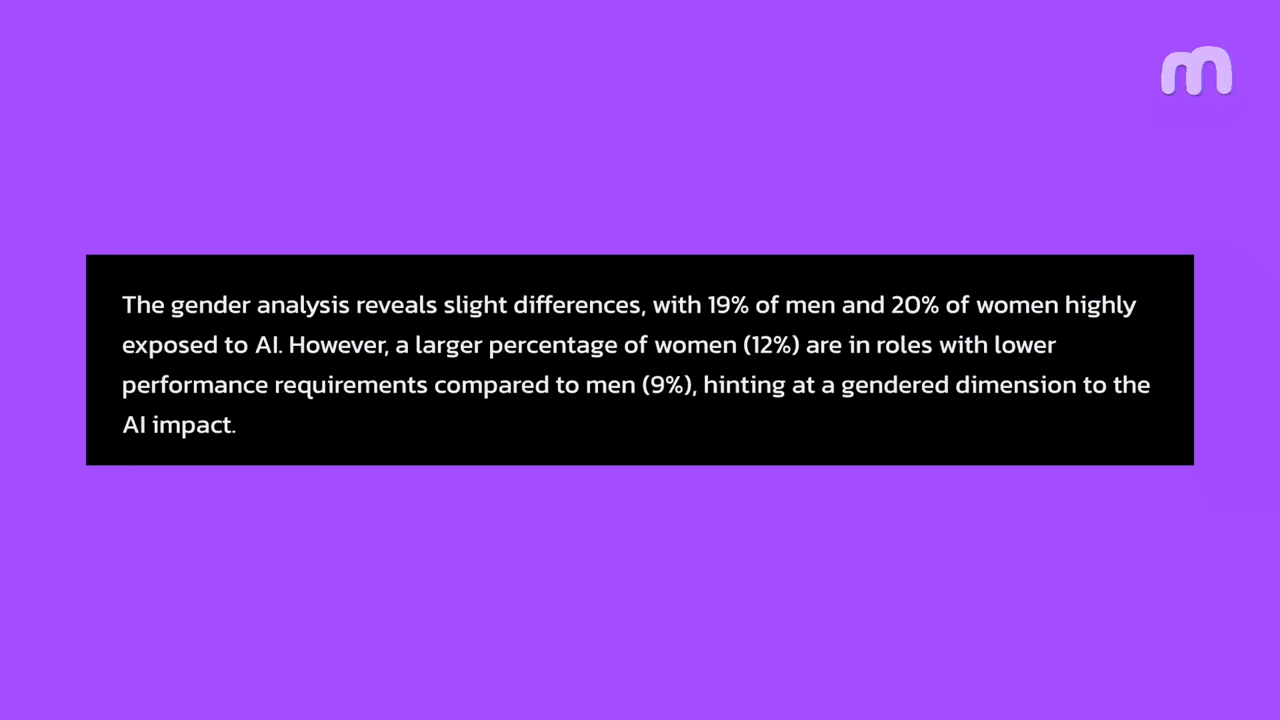 m
The gender analysis reveals slight differences, with 19% of men and 20% of women highly
exposed to AI. However, a larger percentage of women (12%) are in roles with lower
performance requirements compared to men (9%), hinting at a gendered dimension to the
AI impact.